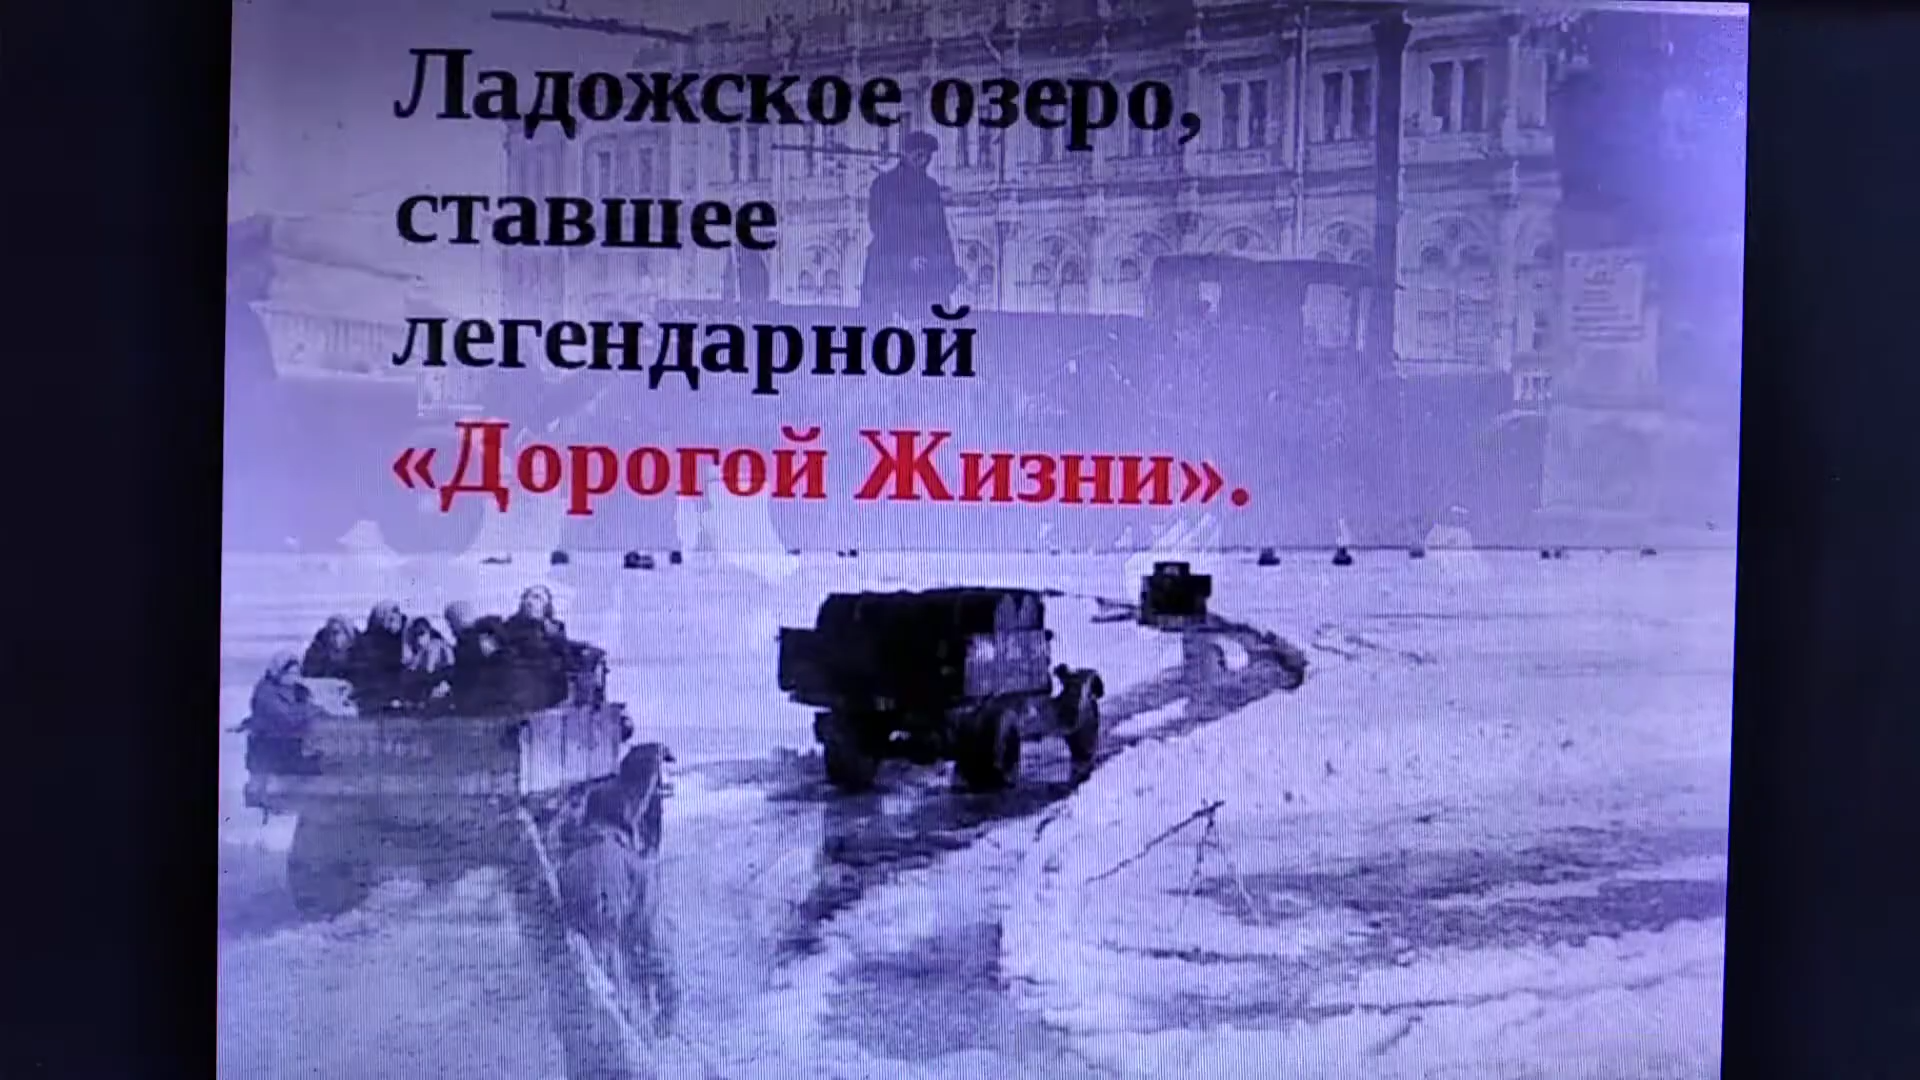 Ладожское озеро,
ставшее
легендарной
«Дорогой Жизни».